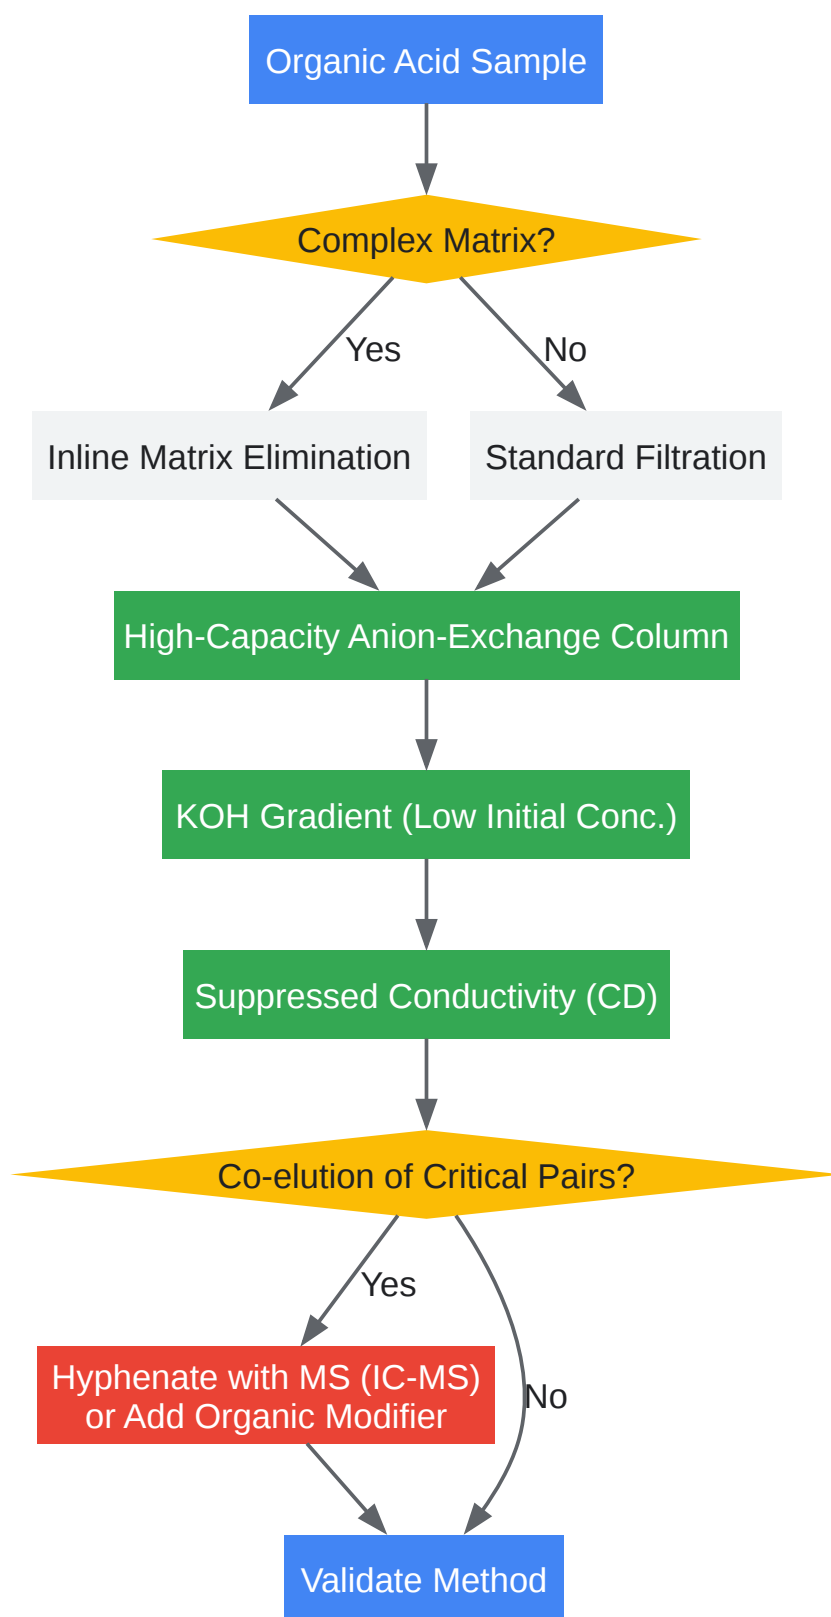 Organic Acid Sample
Complex Matrix?
Yes
No
Inline Matrix Elimination
Standard Filtration
High-Capacity Anion-Exchange Column
KOH Gradient (Low Initial Conc.)
Suppressed Conductivity (CD)
Co-elution of Critical Pairs?
Yes
Hyphenate with MS (IC-MS)
or Add Organic Modifier
No
Validate Method